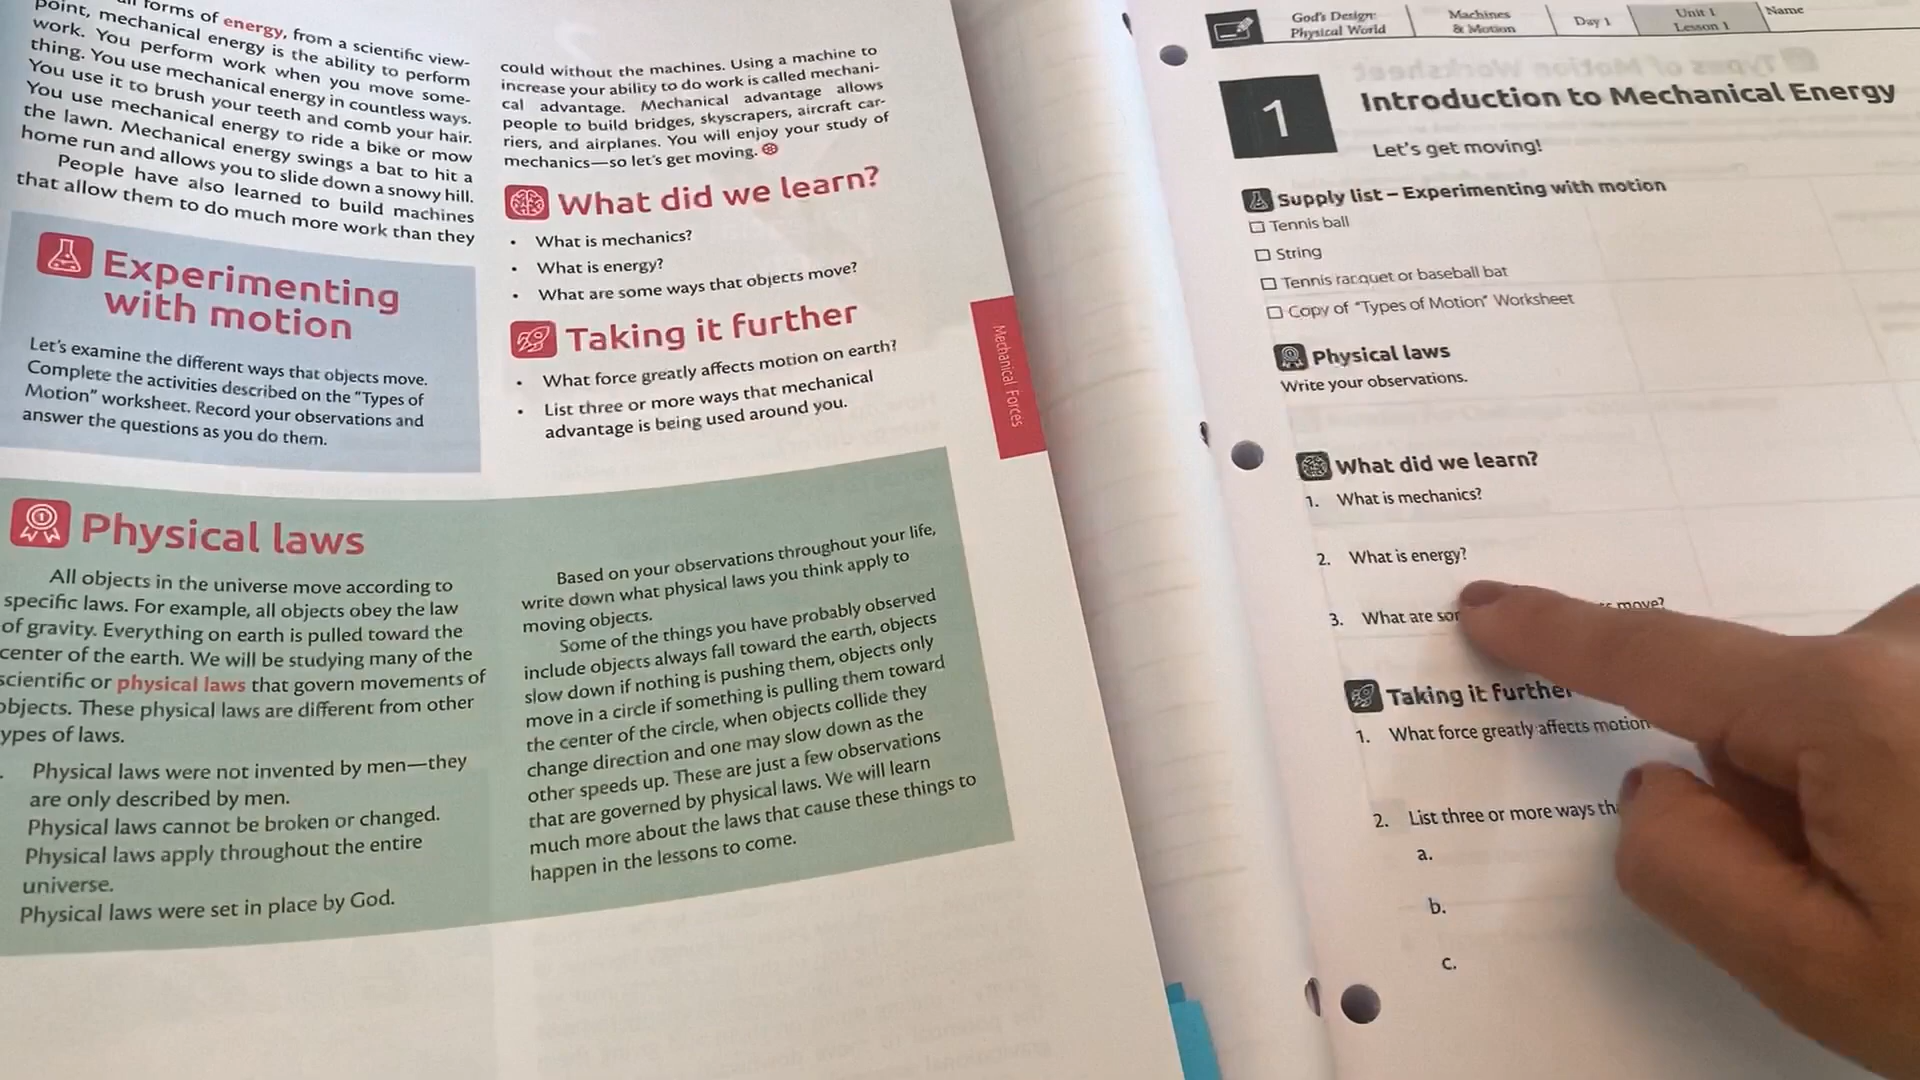 forms of energy, from a scientific view-
point, mechanical energy is the ability to perform
work. You perform work when you move some-
thing. You use mechanical energy in countless ways.
You use it to brush your teeth and comb your hair.
You use mechanical energy to ride a bike or mow
the lawn. Mechanical energy swings a bat to hit a
home run and allows you to slide down a snowy hill.
People have also learned to build machines
that allow them to do much more work than they
Experimenting
with motion
Let's examine the different ways that objects move.
Complete the activities described on the "Types of
Motion" worksheet. Record your observations and
answer the questions as you do them.
could without the machines. Using a machine to
increase your ability to do work is called mechani-
cal advantage. Mechanical advantage allows
people to build bridges, skyscrapers, aircraft car-
riers, and airplanes. You will enjoy your study of
mechanics—so let's get moving.
What did we learn?
• What is mechanics?
• What is energy?
• What are some ways that objects move?
Taking it further
• What force greatly affects motion on earth?
• List three or more ways that mechanical
advantage is being used around you.
Mechanical Forces
Physical laws
All objects in the universe move according to
specific laws. For example, all objects obey the law
of gravity. Everything on earth is pulled toward the
center of the earth. We will be studying many of the
scientific or physical laws that govern movements of
objects. These physical laws are different from other
types of laws.
Physical laws were not invented by men—they
are only described by men.
Physical laws cannot be broken or changed.
Physical laws apply throughout the entire
universe.
Physical laws were set in place by God.
Based on your observations throughout your life,
write down what physical laws you think apply to
moving objects.
Some of the things you have probably observed
include objects always fall toward the earth, objects
slow down if nothing is pushing them, objects only
move in a circle if something is pulling them toward
the center of the circle, when objects collide they
change direction and one may slow down as the
other speeds up. These are just a few observations
that are governed by physical laws. We will learn
much more about the laws that cause these things to
happen in the lessons to come.
God's Design:
Physical World
Machines
& Motion
Day 1
Unit 1
Lesson 1
Name
1
Introduction to Mechanical Energy
Let's get moving!
Supply list – Experimenting with motion
☐ Tennis ball
☐ String
☐ Tennis racquet or baseball bat
☐ Copy of "Types of Motion" Worksheet
Physical laws
Write your observations.
What did we learn?
1. What is mechanics?
2. What is energy?
3. What are move?
Taking it further
1. What force greatly affects motion
2. List three or more ways
a.
b.
c.